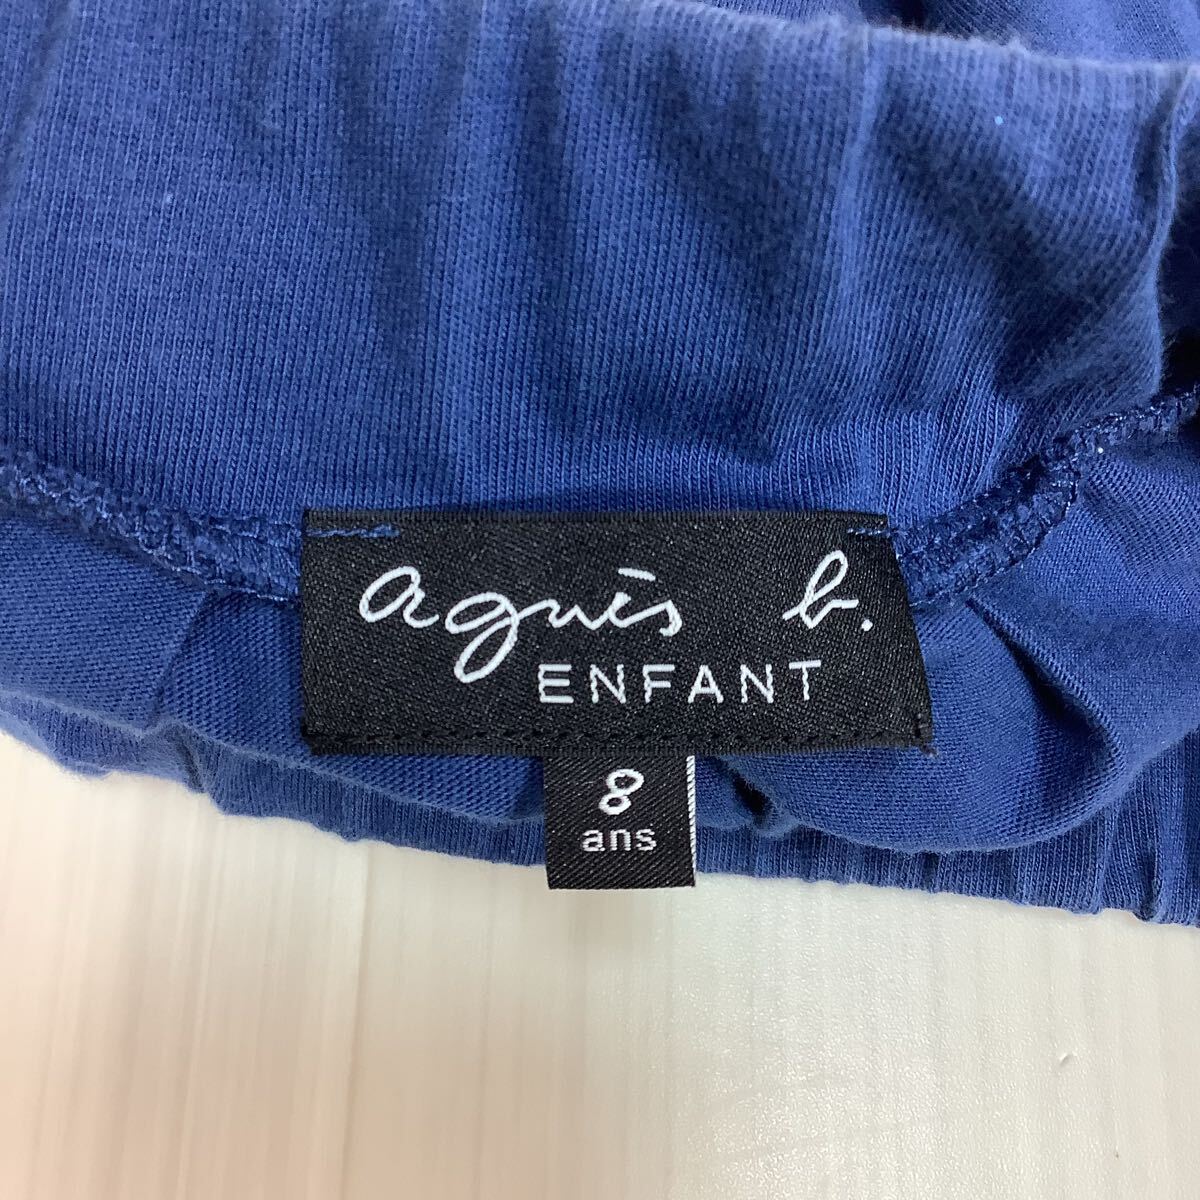 agnès b.
ENFANT
8
ans